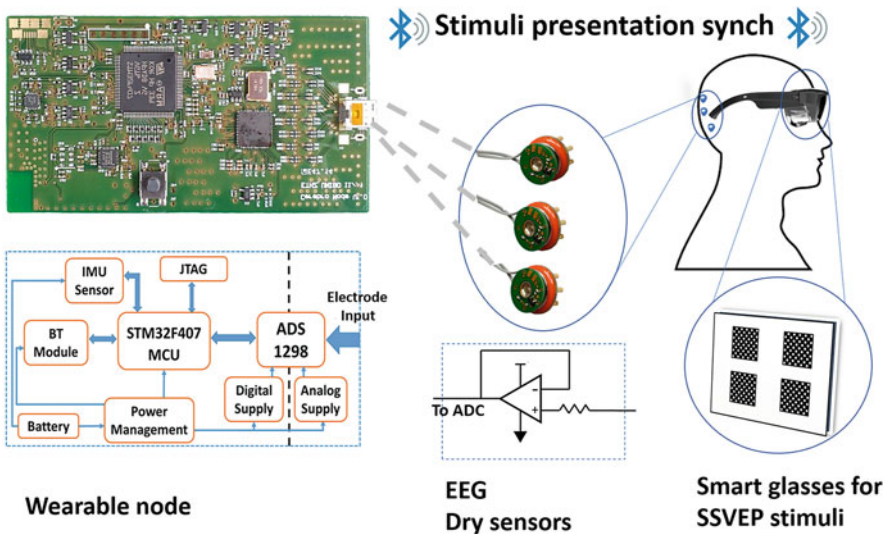 Stimuli presentation synch
IMU
Sensor
JTAG
Electrode
Input
BT
Module
STM32F407
MCU
ADS
1298
Digital
Supply
Analog
Supply
Battery
Power
Management
To ADC
Wearable node
EEG
Dry sensors
Smart glasses for
SSVEP stimuli